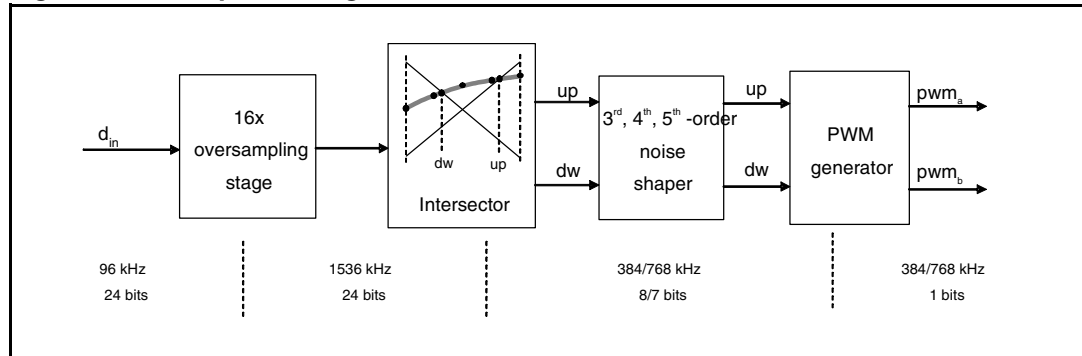 d_in
16x
oversampling
stage
dw
up
Intersector
up
dw
3rd, 4th, 5th -order
noise
shaper
up
dw
PWM
generator
pwm_a
pwm_b
96 kHz
24 bits
1536 kHz
24 bits
384/768 kHz
8/7 bits
384/768 kHz
1 bits